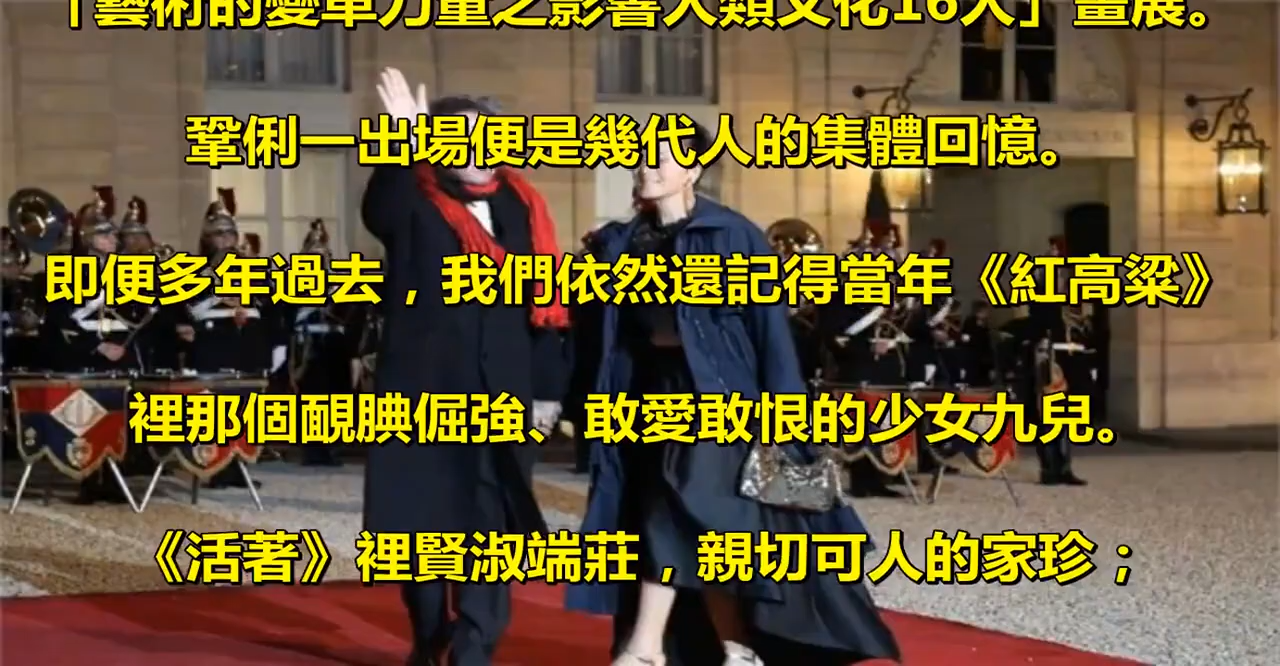 「藝術的變革力量之影響人類文化16人」畫展。
鞏俐一出場便是幾代人的集體回憶。
即便多年過去，我們依然還記得當年《紅高粱》
裡那個靦腆倔強、敢愛敢恨的少女九兒。
《活著》裡賢淑端莊，親切可人的家珍；